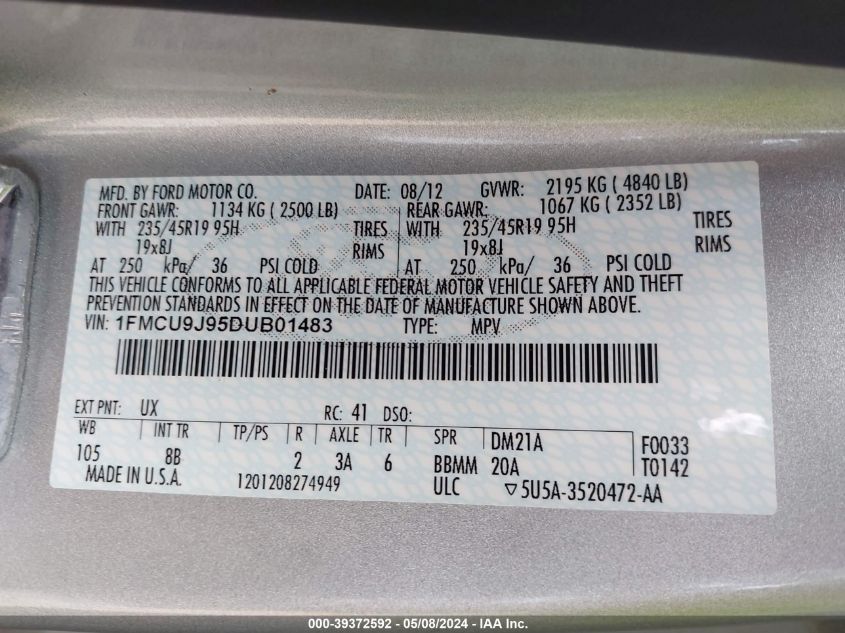 MFD. BY FORD MOTOR CO. DATE: 08/12 GVWR: 2195 KG ( 4840 LB)
FRONT GAWR: 1134 KG ( 2500 LB) REAR GAWR: 1067 KG ( 2352 LB)
WITH 235/45R19 95H TIRES WITH 235/45R19 95H TIRES
19x8J RIMS 19x8J RIMS
AT 250 kPa/ 36 PSI COLD AT 250 kPa/ 36 PSI COLD
THIS VEHICLE CONFORMS TO ALL APPLICABLE FEDERAL MOTOR VEHICLE SAFETY AND THEFT
PREVENTION STANDARDS IN EFFECT ON THE DATE OF MANUFACTURE SHOWN ABOVE.
VIN: 1FMCU9J95DUB01483 TYPE: MPV
EXT PNT: UX RC: 41 DSO:
WB INT TR TP/PS R AXLE TR SPR DM21A F0033
105 8B 2 3A 6 BBMM 20A T0142
MADE IN U.S.A. 1201208274949 ULC ▽5U5A-3520472-AA
000-39372592 - 05/08/2024 - IAA Inc.